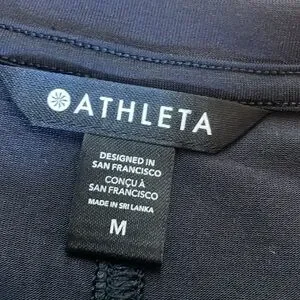 ATHLETA
DESIGNED IN
SAN FRANCISCO
CONÇU À
SAN FRANCISCO
MADE IN SRI LANKA
M